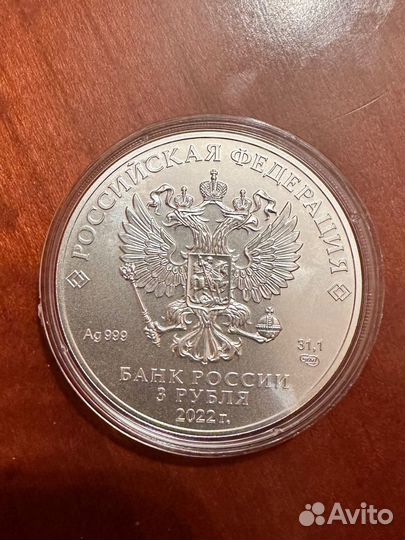 РОССИЙСКАЯ ФЕДЕРАЦИЯ
Ag 999
31,1
БАНК РОССИИ
3 РУБЛЯ
2022 г.
Avito